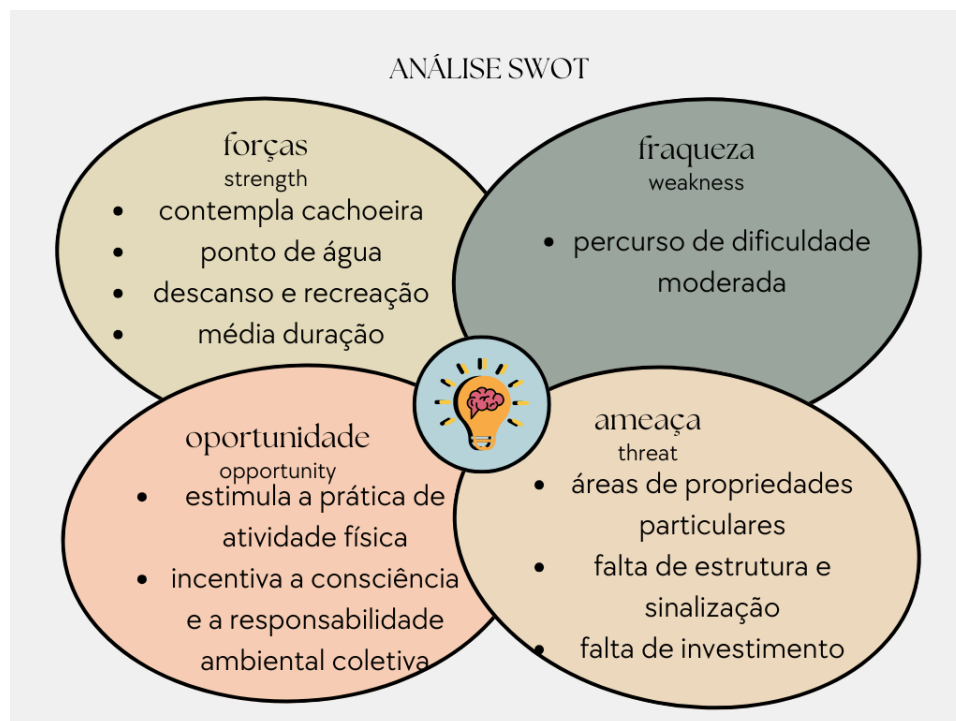 ANÁLISE SWOT
forças
strength
• contempla cachoeira
• ponto de água
• descanso e recreação
• média duração
fraqueza
weakness
• percurso de dificuldade
moderada
oportunidade
opportunity
• estimula a prática de
atividade física
• incentiva a consciência
e a responsabilidade
ambiental coletiva
ameaça
threat
• áreas de propriedades
particulares
• falta de estrutura e
sinalização
• falta de investimento